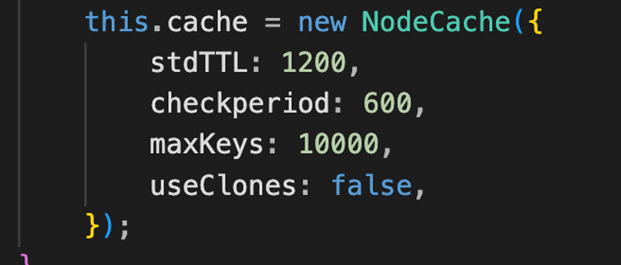 this.cache = new NodeCache({
stdTTL: 1200,
checkperiod: 600,
maxKeys: 10000,
useClones: false,
});
}